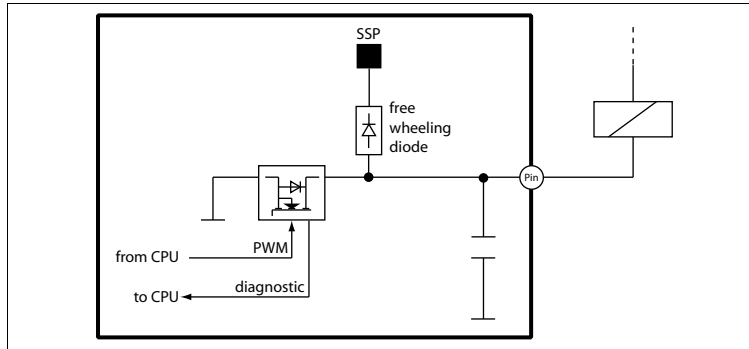 SSP
free
wheeling
diode
Pin
PWM
from CPU
diagnostic
to CPU